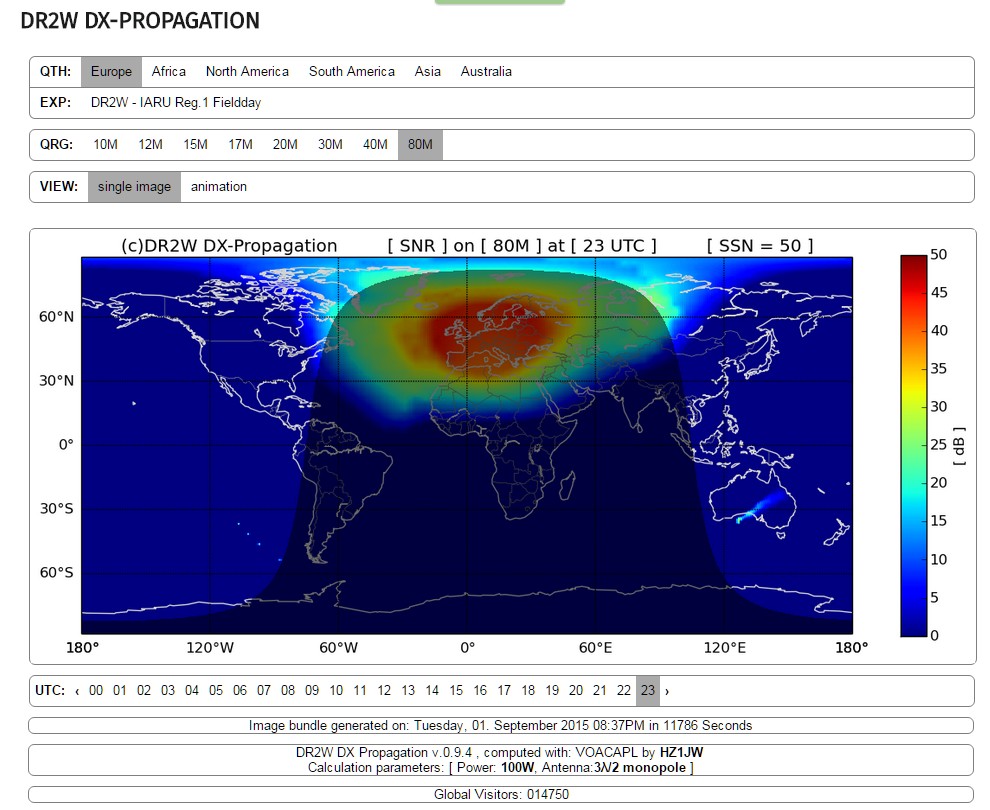 DR2W DX-PROPAGATION
QTH: Europe Africa North America South America Asia Australia
EXP: DR2W - IARU Reg.1 Fieldday
QRG: 10M 12M 15M 17M 20M 30M 40M 80M
VIEW: single image animation
(c)DR2W DX-Propagation [ SNR ] on [ 80M ] at [ 23 UTC ] [ SSN = 50 ]
60°N
30°N
0°
30°S
60°S
180° 120°W 60°W 0° 60°E 120°E 180°
50
45
40
35
30
25
20
15
10
5
0
[ dB ]
UTC: ‹ 00 01 02 03 04 05 06 07 08 09 10 11 12 13 14 15 16 17 18 19 20 21 22 23 ›
Image bundle generated on: Tuesday, 01. September 2015 08:37PM in 11786 Seconds
DR2W DX Propagation v.0.9.4 , computed with: VOACAPL by HZ1JW
Calculation parameters: [ Power: 100W, Antenna:3λ/2 monopole ]
Global Visitors: 014750